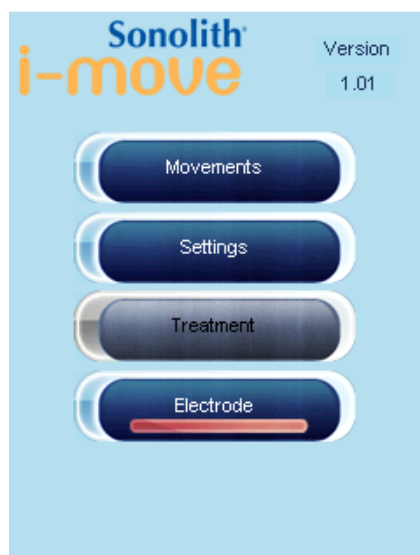 Sonolith
i-move
Version
1.01
Movements
Settings
Treatment
Electrode